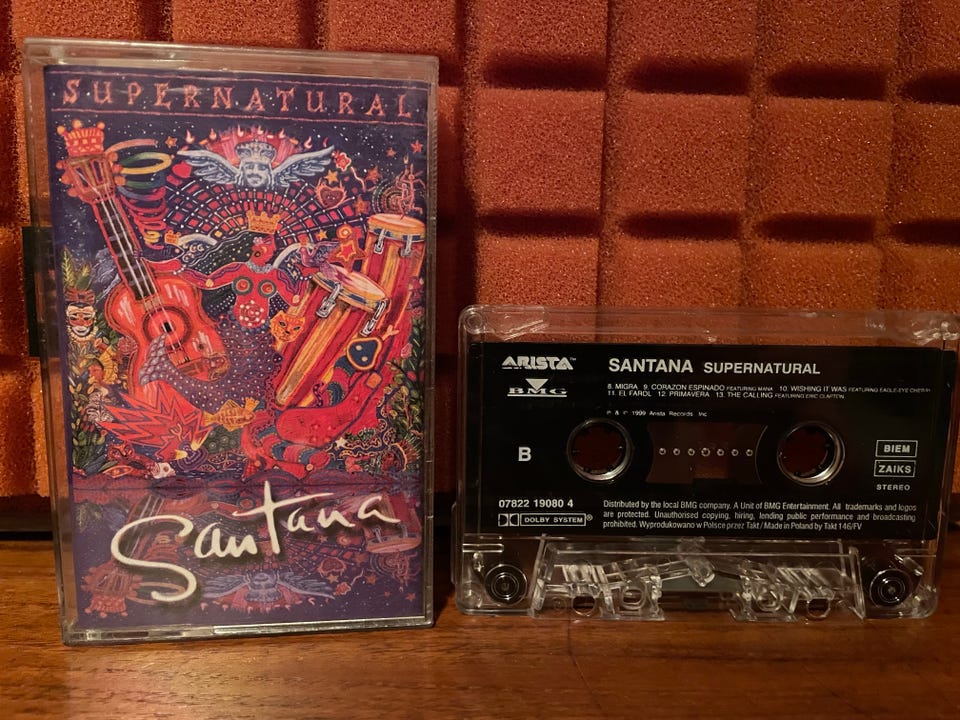 SUPERNATURAL
Santana
ARISTA™
BMG
SANTANA SUPERNATURAL
8. MIGRA 9. CORAZON ESPINADO FEATURING MANA 10. WISHING IT WAS FEATURING EAGLE-EYE CHERRY
11. EL FAROL 12. PRIMAVERA 13. THE CALLING FEATURING ERIC CLAPTON
℗ & © 1999 Arista Records Inc
B
BIEM
ZAIKS
STEREO
07822 19080 4
DOLBY SYSTEM®
Distributed by the local BMG company. A Unit of BMG Entertainment. All trademarks and logos
are protected. Unauthorised copying, hiring, lending public performance and broadcasting
prohibited. Wyprodukowano w Polsce przez Takt / Made in Poland by Takt 146/FV